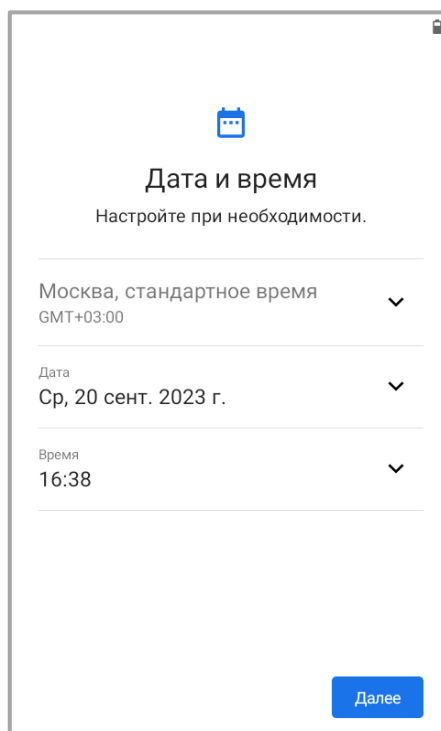 Дата и время
Настройте при необходимости.
Москва, стандартное время
GMT+03:00
Дата
Ср, 20 сент. 2023 г.
Время
16:38
Далее